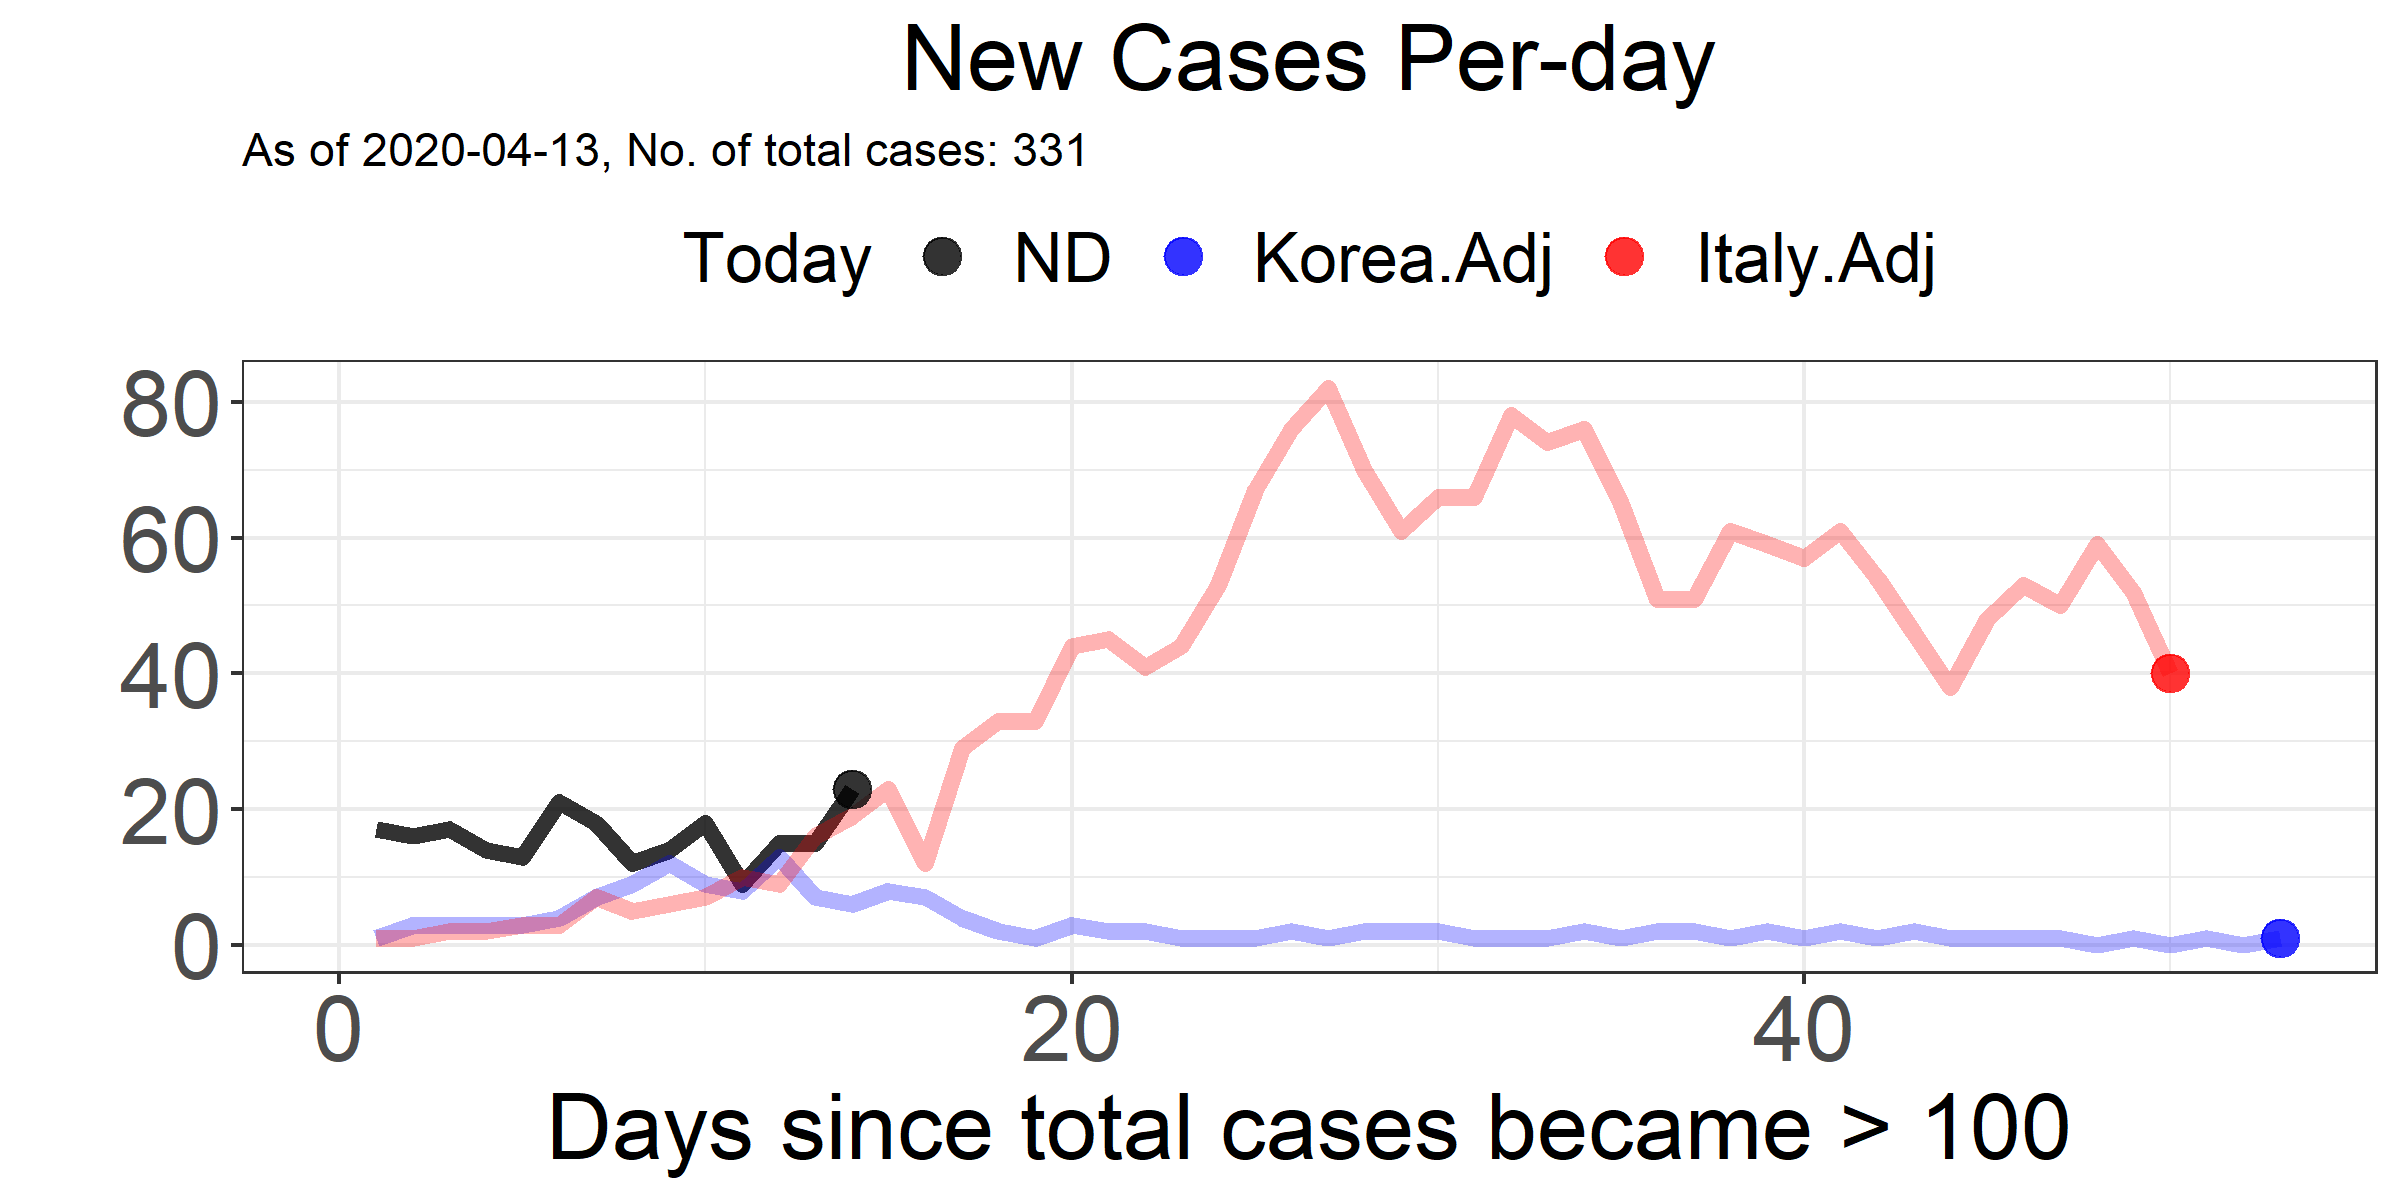 New Cases Per-day
As of 2020-04-13, No. of total cases: 331
Today ND Korea.Adj Italy.Adj
80
60
40
20
0
0 20 40
Days since total cases became > 100